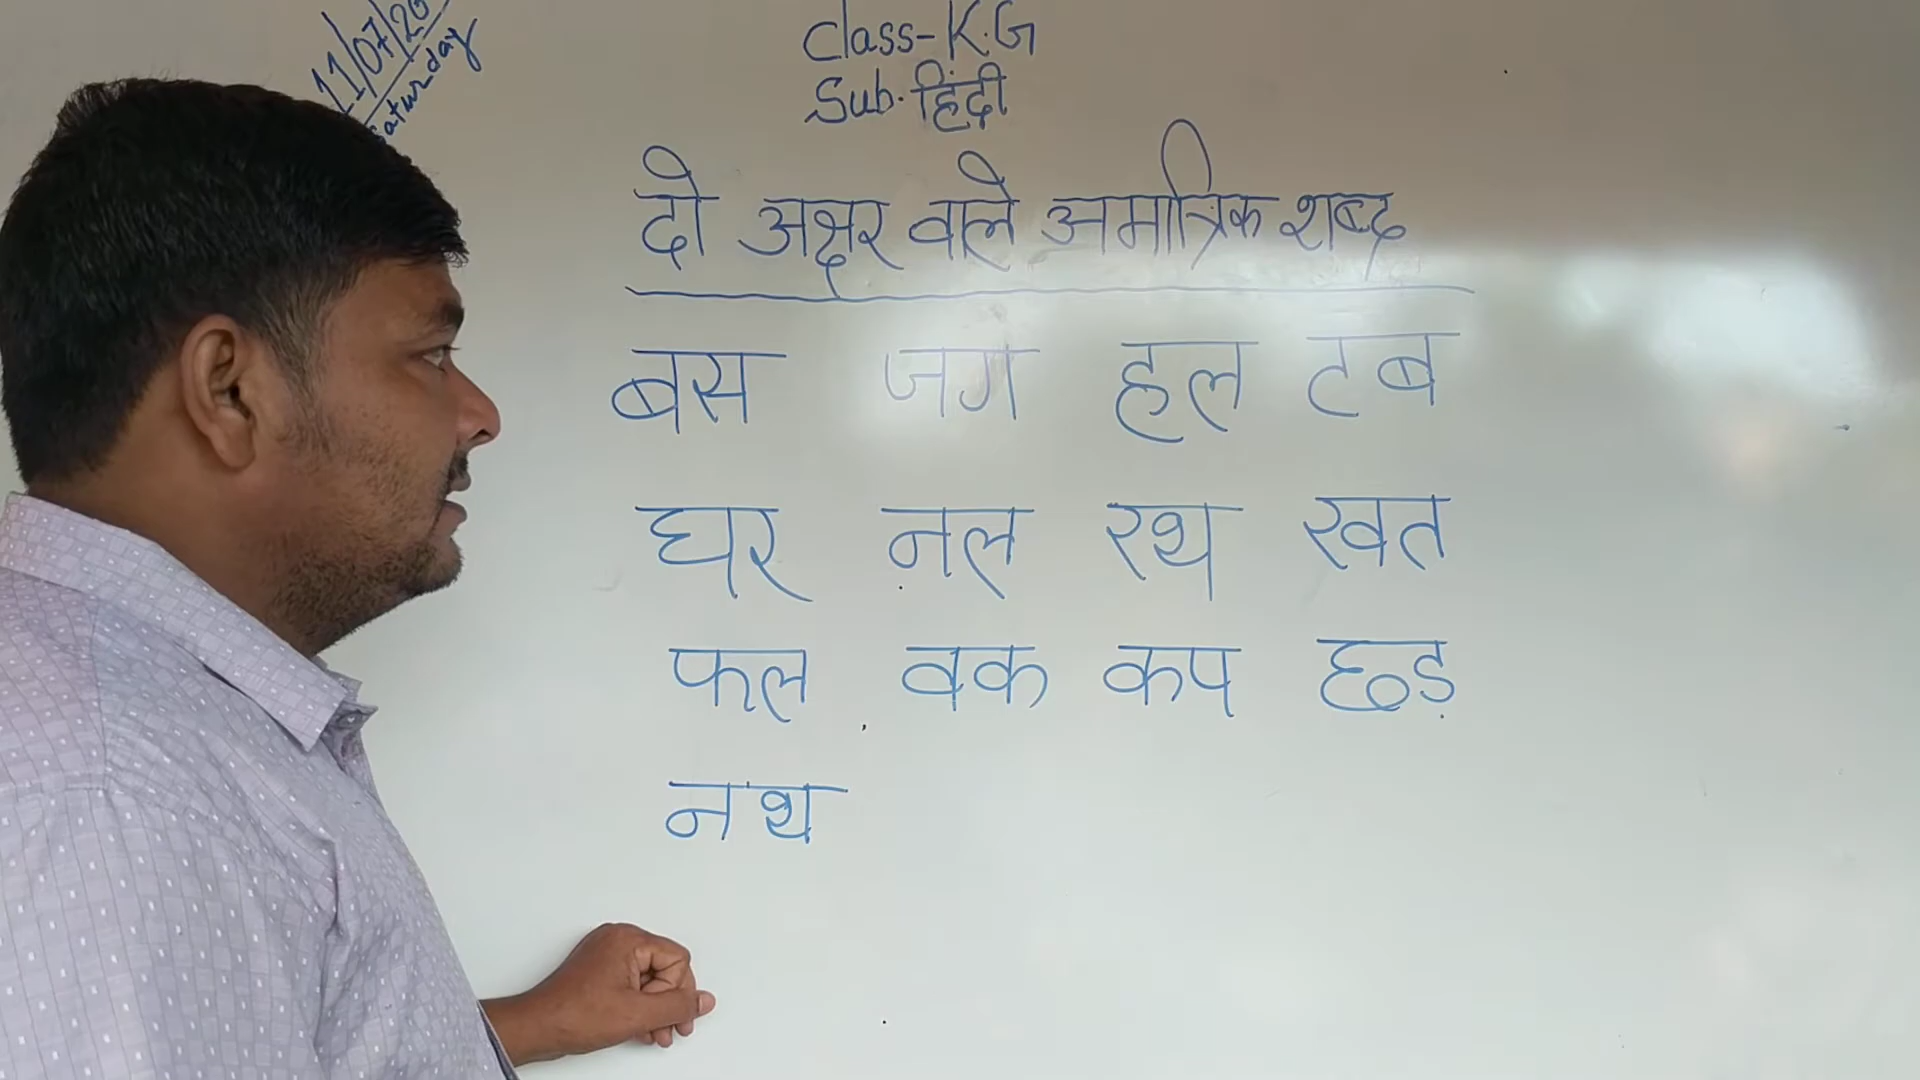 11/07/20
Saturday
Class-K.G
Sub. हिंदी
दो अक्षर वाले अमात्रिक शब्द
बस जग हल टब
घर नल रथ खत
फल वक कप छड़
नथ